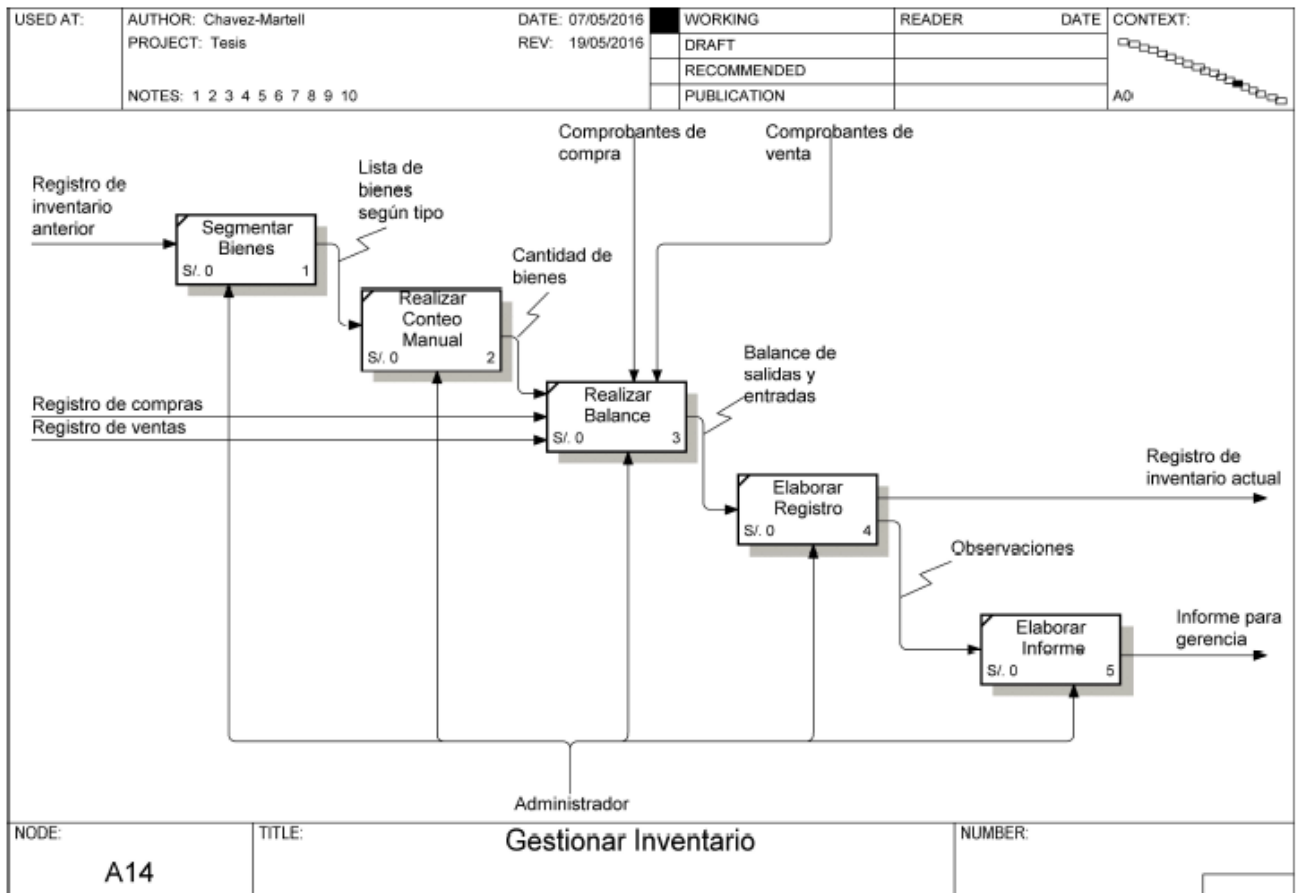 USED AT:
AUTHOR: Chavez-Martell
DATE: 07/05/2016
PROJECT: Tesis
REV: 19/05/2016
NOTES: 1 2 3 4 5 6 7 8 9 10
WORKING
DRAFT
RECOMMENDED
PUBLICATION
READER
DATE
CONTEXT:
A0
Comprobantes de
compra
Comprobantes de
venta
Registro de
inventario
anterior
Lista de
bienes
según tipo
Segmentar
Bienes
S/. 0
1
Cantidad de
bienes
Realizar
Conteo
Manual
S/. 0
2
Registro de compras
Registro de ventas
Realizar
Balance
S/. 0
3
Balance de
salidas y
entradas
Elaborar
Registro
S/. 0
4
Registro de
inventario actual
Observaciones
Elaborar
Informe
S/. 0
5
Informe para
gerencia
Administrador
NODE:
A14
TITLE:
Gestionar Inventario
NUMBER: